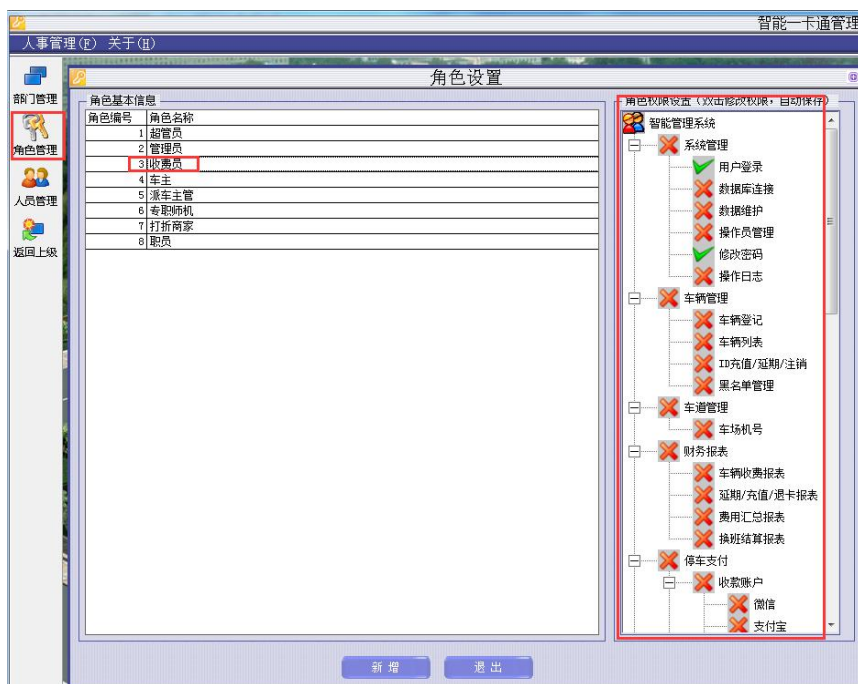 智能一卡通管理
人事管理(F) 关于(H)
角色设置
部门管理
角色管理
人员管理
返回上级
角色基本信息
角色编号 角色名称
1 超管员
2 管理员
3 收费员
4 车主
5 派车主管
6 专职师机
7 打折商家
8 职员
角色权限设置（双击修改权限，自动保存）
智能管理系统
系统管理
用户登录
数据库连接
数据维护
操作员管理
修改密码
操作日志
车辆管理
车辆登记
车辆列表
ID充值/延期/注销
黑名单管理
车道管理
车场机号
财务报表
车辆收费报表
延期/充值/退卡报表
费用汇总报表
换班结算报表
停车支付
收款账户
微信
支付宝
新增 退出